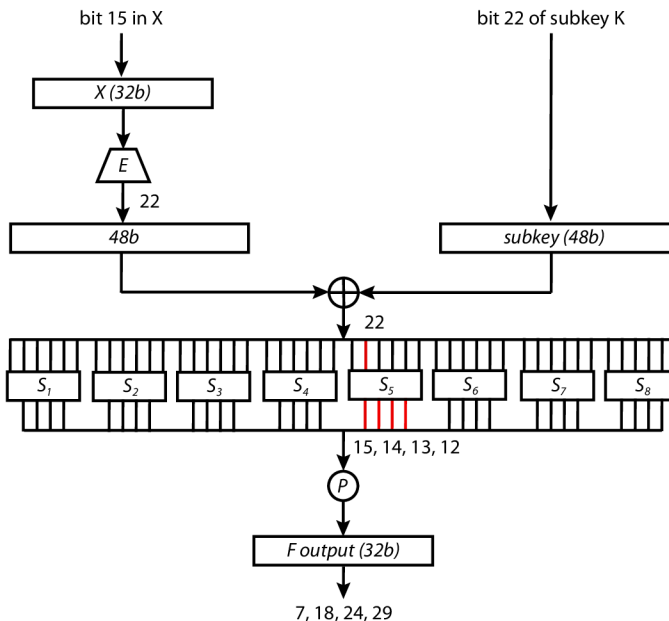 bit 15 in X
bit 22 of subkey K
X (32b)
E
22
48b
subkey (48b)
22
S1
S2
S3
S4
S5
S6
S7
S8
15, 14, 13, 12
P
F output (32b)
7, 18, 24, 29